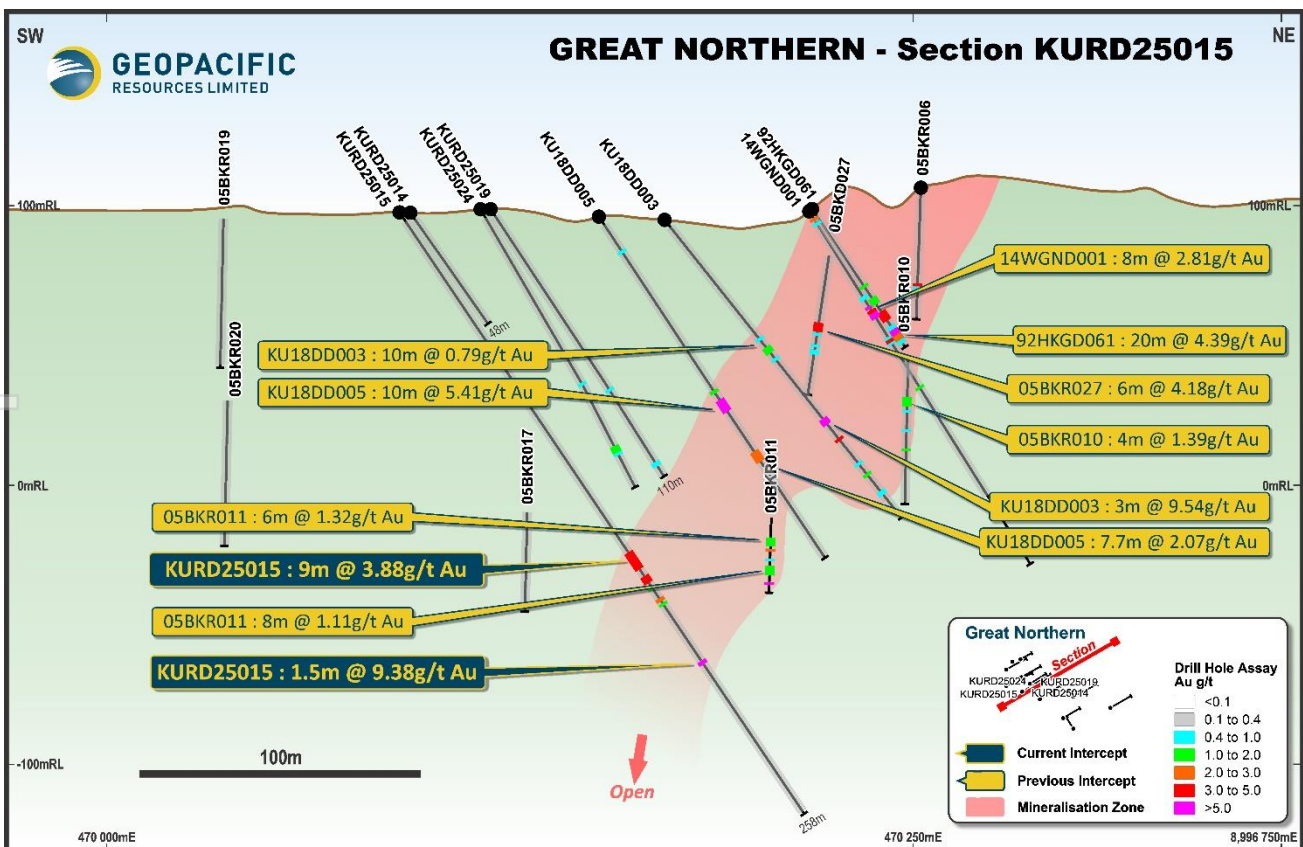 SW
NE
GEOPACIFIC
RESOURCES LIMITED
GREAT NORTHERN - Section KURD25015
05BKR019
KURD25015
KURD25014
KURD25024
KURD25019
KU18DD005
KU18DD003
14WGND001
92HKGD061
05BKD027
05BKR006
100mRL
100mRL
05BKR020
48m
05BKR010
14WGND001 : 8m @ 2.81g/t Au
KU18DD003 : 10m @ 0.79g/t Au
92HKGD061 : 20m @ 4.39g/t Au
KU18DD005 : 10m @ 5.41g/t Au
05BKR027 : 6m @ 4.18g/t Au
05BKR010 : 4m @ 1.39g/t Au
05BKR017
05BKR011
110m
0mRL
0mRL
KU18DD003 : 3m @ 9.54g/t Au
05BKR011 : 6m @ 1.32g/t Au
KU18DD005 : 7.7m @ 2.07g/t Au
KURD25015 : 9m @ 3.88g/t Au
05BKR011 : 8m @ 1.11g/t Au
KURD25015 : 1.5m @ 9.38g/t Au
-100mRL
100m
Open
258m
Great Northern
Section
KURD25024
KURD25019
KURD25015
KURD25014
Current Intercept
Previous Intercept
Mineralisation Zone
Drill Hole Assay
Au g/t
<0.1
0.1 to 0.4
0.4 to 1.0
1.0 to 2.0
2.0 to 3.0
3.0 to 5.0
>5.0
470 000mE
470 250mE
8,996 750mE